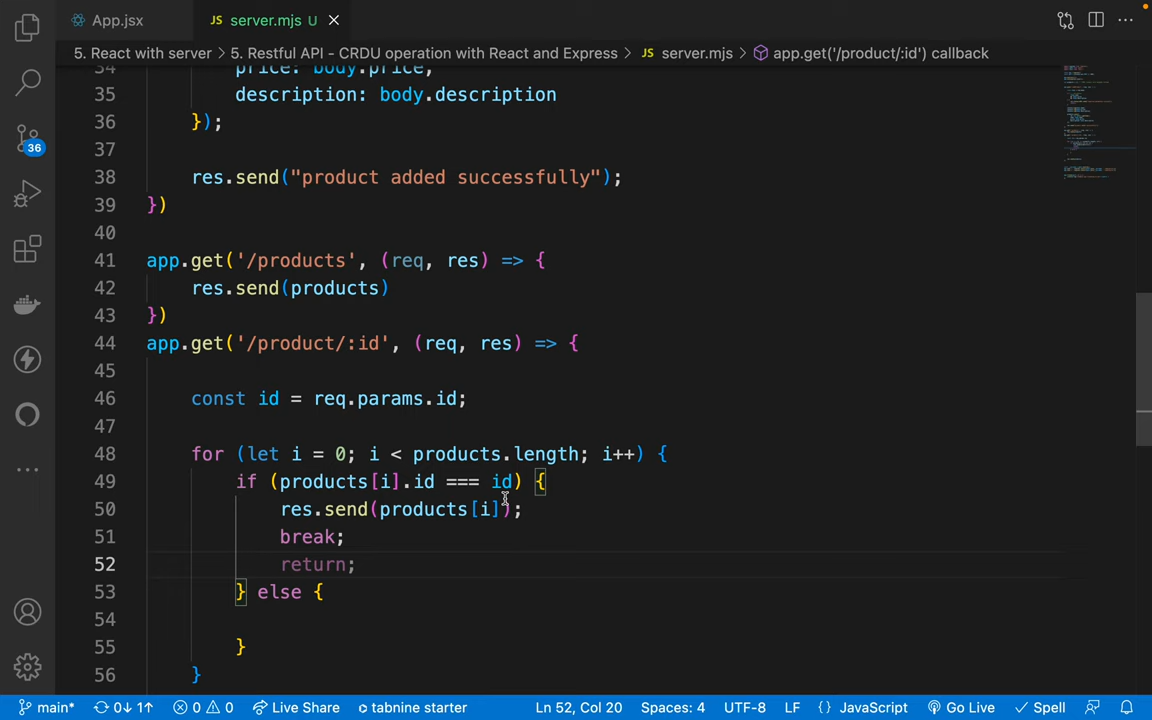 App.jsx
server.mjs U
5. React with server > 5. Restful API - CRDU operation with React and Express > server.mjs > app.get('/product/:id') callback
34 price: body.price,
35 description: body.description
36 });
37
38 res.send("product added successfully");
39 })
40
41 app.get('/products', (req, res) => {
42 res.send(products)
43 })
44 app.get('/product/:id', (req, res) => {
45
46 const id = req.params.id;
47
48 for (let i = 0; i < products.length; i++) {
49 if (products[i].id === id) {
50 res.send(products[i]);
51 break;
52 return;
53 } else {
54
55 }
56 }
36
main* 0↓ 1↑ 0 0 Live Share tabnine starter Ln 52, Col 20 Spaces: 4 UTF-8 LF {} JavaScript Go Live Spell